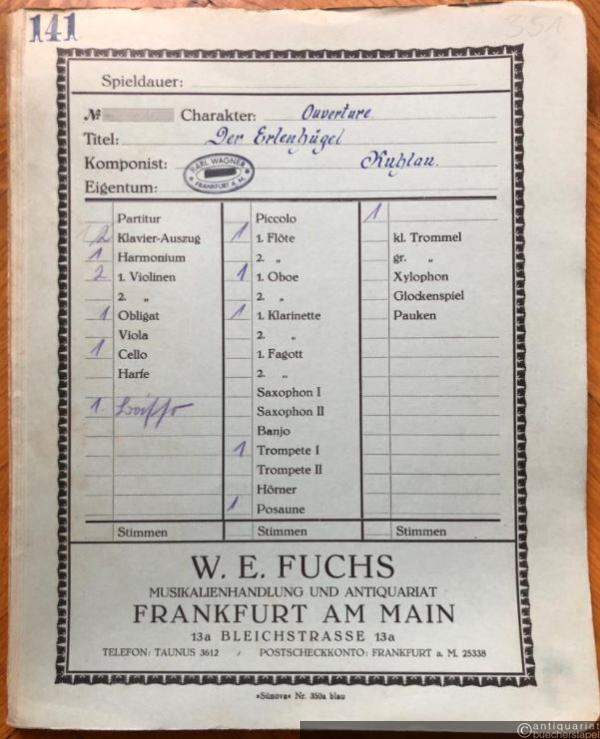 141
351
Spieldauer:
№ Charakter: Ouverture
Titel: Der Erlenhügel
Komponist: Kuhlau.
KARL WAGNER
FRANKFURT A. M.
Eigentum:
Partitur
2 Klavier-Auszug
1 Harmonium
2 1. Violinen
2. „
1 Obligat
Viola
1 Cello
Harfe
1.
Stimmen
Piccolo
1 1. Flöte
2. „
1 1. Oboe
2. „
1 1. Klarinette
2. „
1. Fagott
2. „
Saxophon I
Saxophon II
Banjo
1 Trompete I
Trompete II
Hörner
1 Posaune
Stimmen
1
kl. Trommel
gr. „
Xylophon
Glockenspiel
Pauken
Stimmen
W. E. FUCHS
MUSIKALIENHANDLUNG UND ANTIQUARIAT
FRANKFURT AM MAIN
13a BLEICHSTRASSE 13a
TELEFON: TAUNUS 3612 / POSTSCHECKKONTO: FRANKFURT a. M. 25338
»Sünova« Nr. 350a blau
antiquariat
buecherstapel